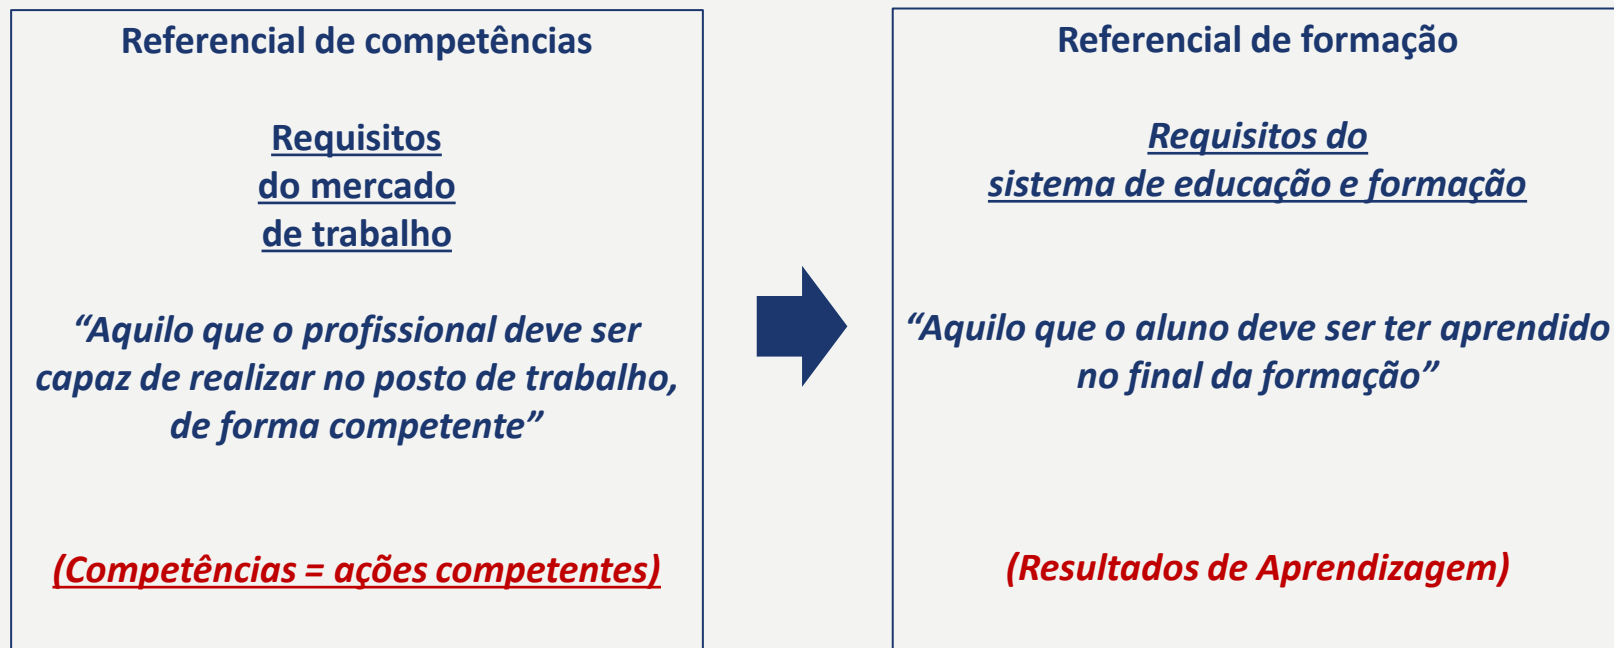 Referencial de competências
Requisitos
do mercado
de trabalho
“Aquilo que o profissional deve ser
capaz de realizar no posto de trabalho,
de forma competente”
(Competências = ações competentes)
Referencial de formação
Requisitos do
sistema de educação e formação
“Aquilo que o aluno deve ser ter aprendido
no final da formação”
(Resultados de Aprendizagem)